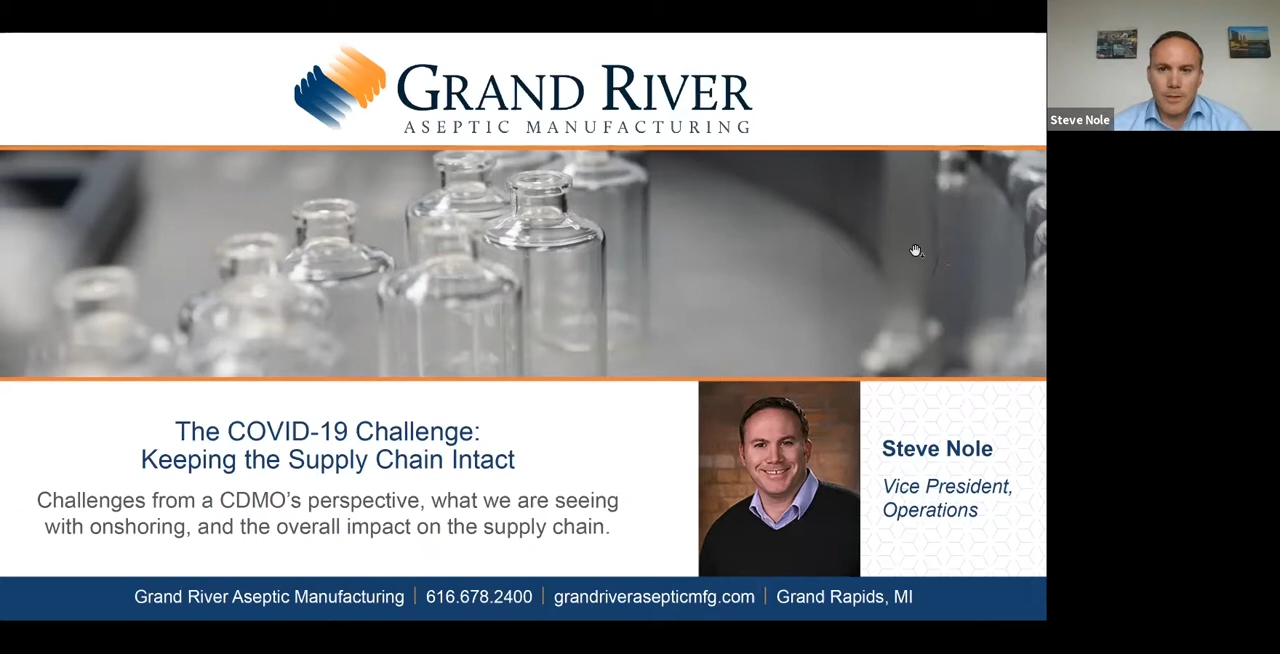 GRAND RIVER
ASEPTIC MANUFACTURING
Steve Nole
The COVID-19 Challenge:
Keeping the Supply Chain Intact
Challenges from a CDMO's perspective, what we are seeing
with onshoring, and the overall impact on the supply chain.
Steve Nole
Vice President,
Operations
Grand River Aseptic Manufacturing | 616.678.2400 | grandriverasepticmfg.com | Grand Rapids, MI